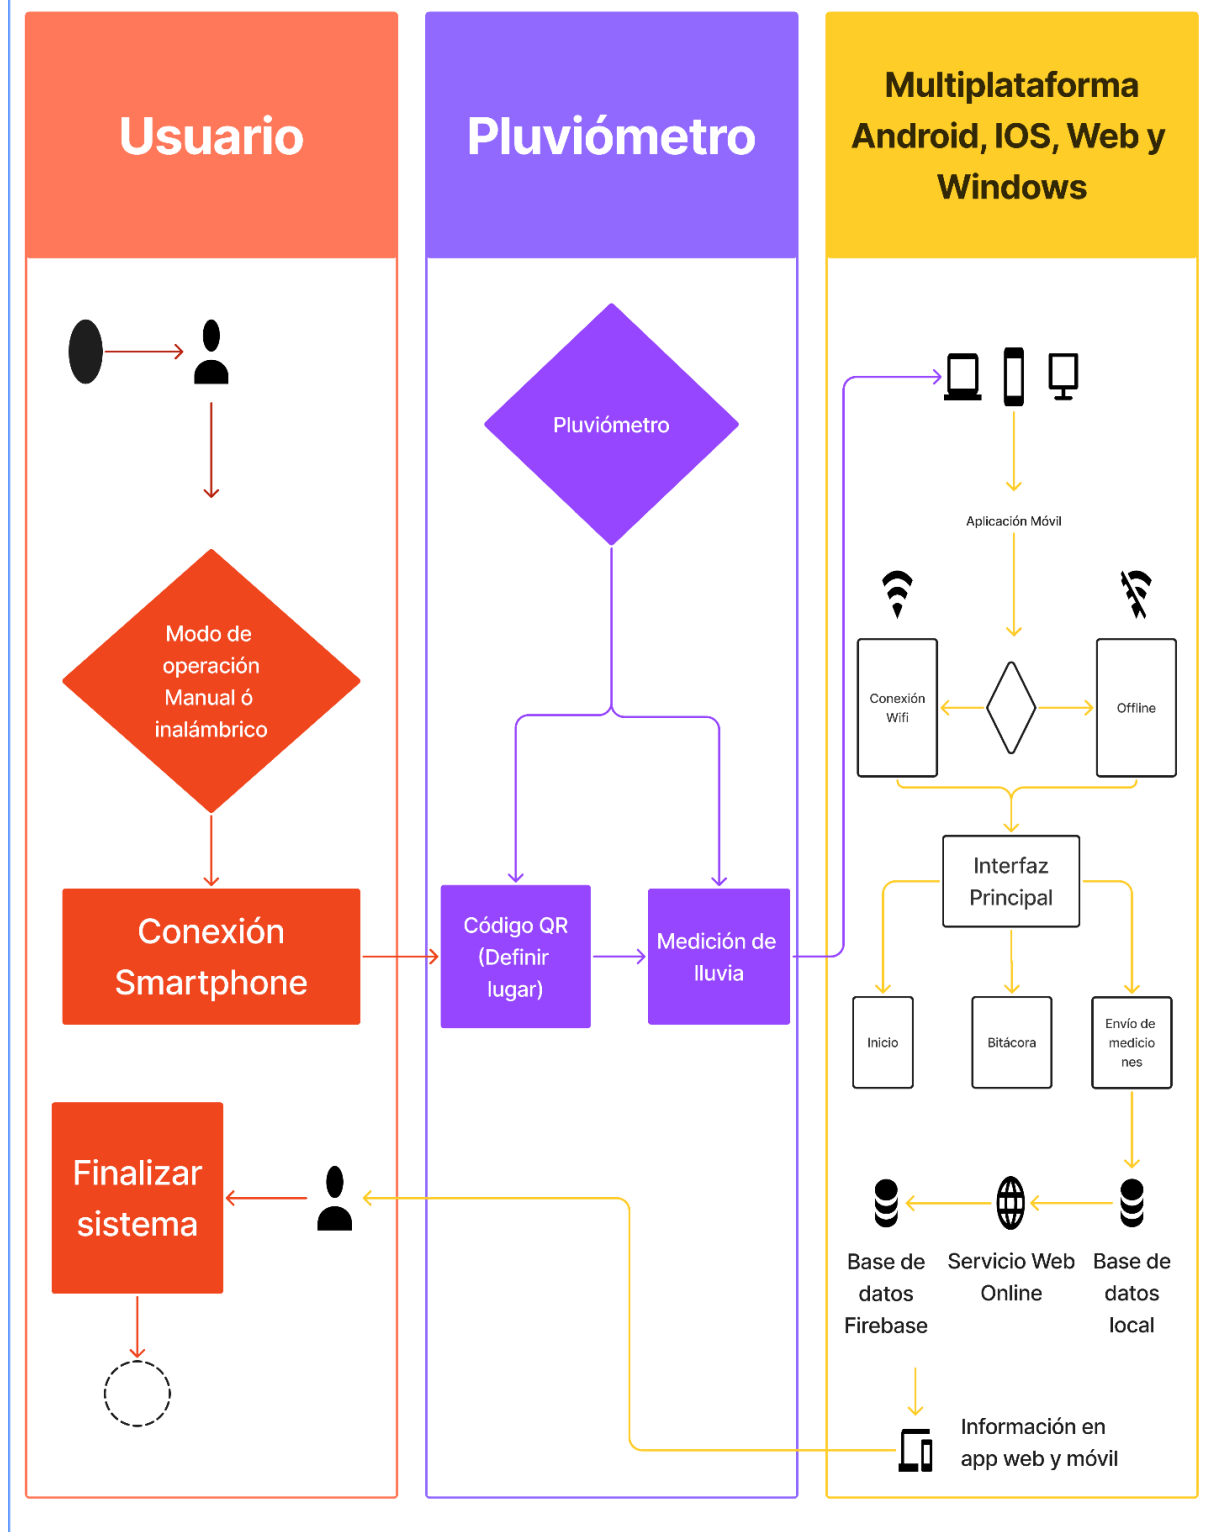 Usuario
Pluviómetro
Multiplataforma
Android, IOS, Web y
Windows
Modo de
operación
Manual ó
inalámbrico
Conexión
Smartphone
Finalizar
sistema
Pluviómetro
Código QR
(Definir
lugar)
Medición de
lluvia
Aplicación Móvil
Conexión
Wifi
Offline
Interfaz
Principal
Inicio
Bitácora
Envío de
medicio
nes
Base de
datos
Firebase
Servicio Web
Online
Base de
datos
local
Información en
app web y móvil